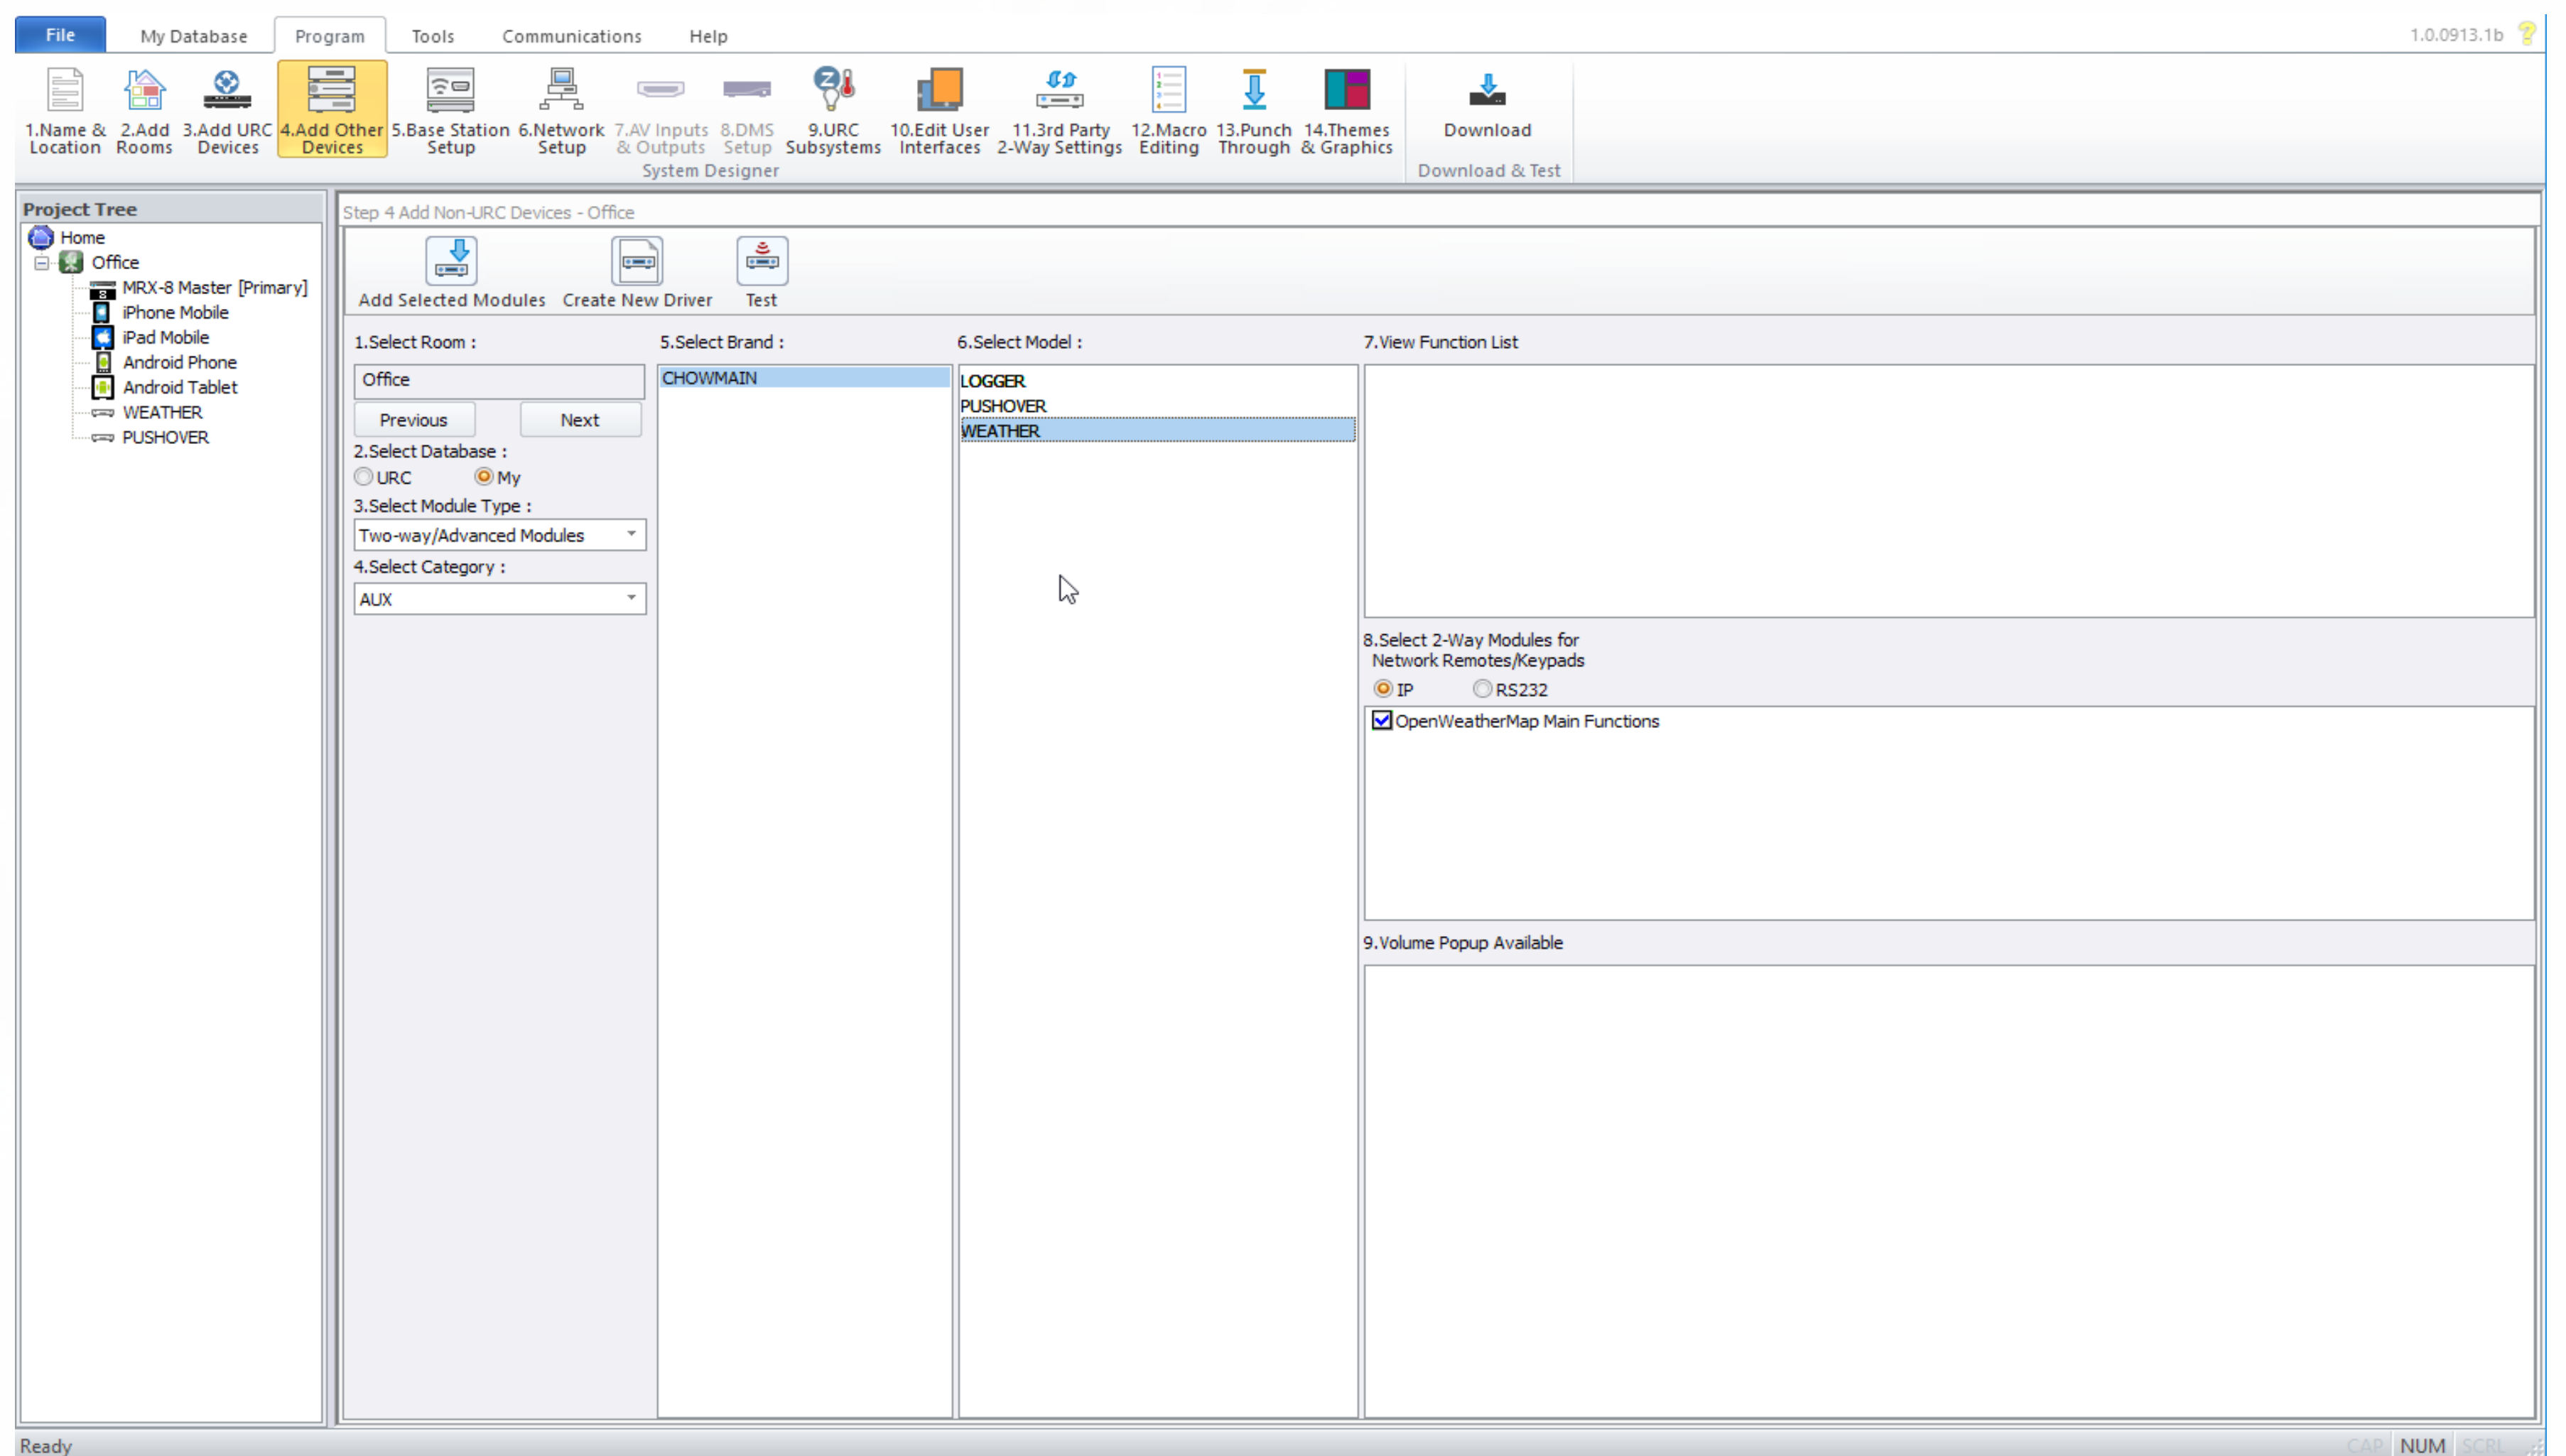 File My Database Program Tools Communications Help 1.0.0913.1b
1.Name & Location
2.Add Rooms
3.Add URC Devices
4.Add Other Devices
5.Base Station Setup
6.Network Setup
7.AV Inputs & Outputs
8.DMS Setup
9.URC Subsystems
10.Edit User Interfaces
11.3rd Party 2-Way Settings
12.Macro Editing
13.Punch Through
14.Themes & Graphics
Download
System Designer
Download & Test
Project Tree
Home
Office
MRX-8 Master [Primary]
iPhone Mobile
iPad Mobile
Android Phone
Android Tablet
WEATHER
PUSHOVER
Step 4 Add Non-URC Devices - Office
Add Selected Modules Create New Driver Test
1.Select Room :
Office
Previous Next
2.Select Database :
URC My
3.Select Module Type :
Two-way/Advanced Modules
4.Select Category :
AUX
5.Select Brand :
CHOWMAIN
6.Select Model :
LOGGER
PUSHOVER
WEATHER
7.View Function List
8.Select 2-Way Modules for
Network Remotes/Keypads
IP RS232
OpenWeatherMap Main Functions
9.Volume Popup Available
Ready
CAP NUM SCRL